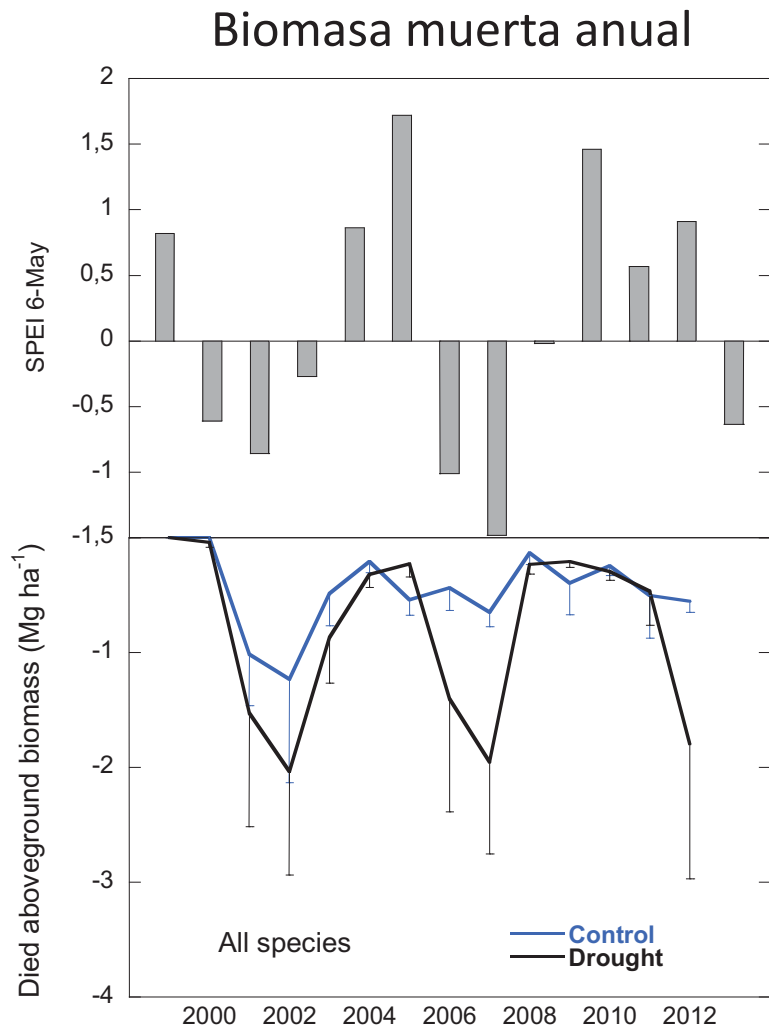 Biomasa muerta anual
2
1,5
1
0,5
0
-0,5
-1
-1,5
SPEI 6-May
-1
-2
-3
-4
Died aboveground biomass (Mg ha⁻¹)
All species
Control
Drought
2000 2002 2004 2006 2008 2010 2012